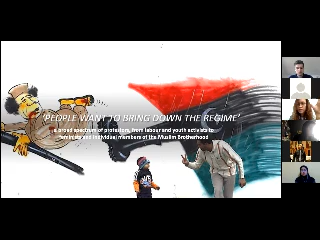 'PEOPLE WANT TO BRING DOWN THE REGIME'
a broad spectrum of protestors, from labour and youth activists to
feminists and individual members of the Muslim Brotherhood